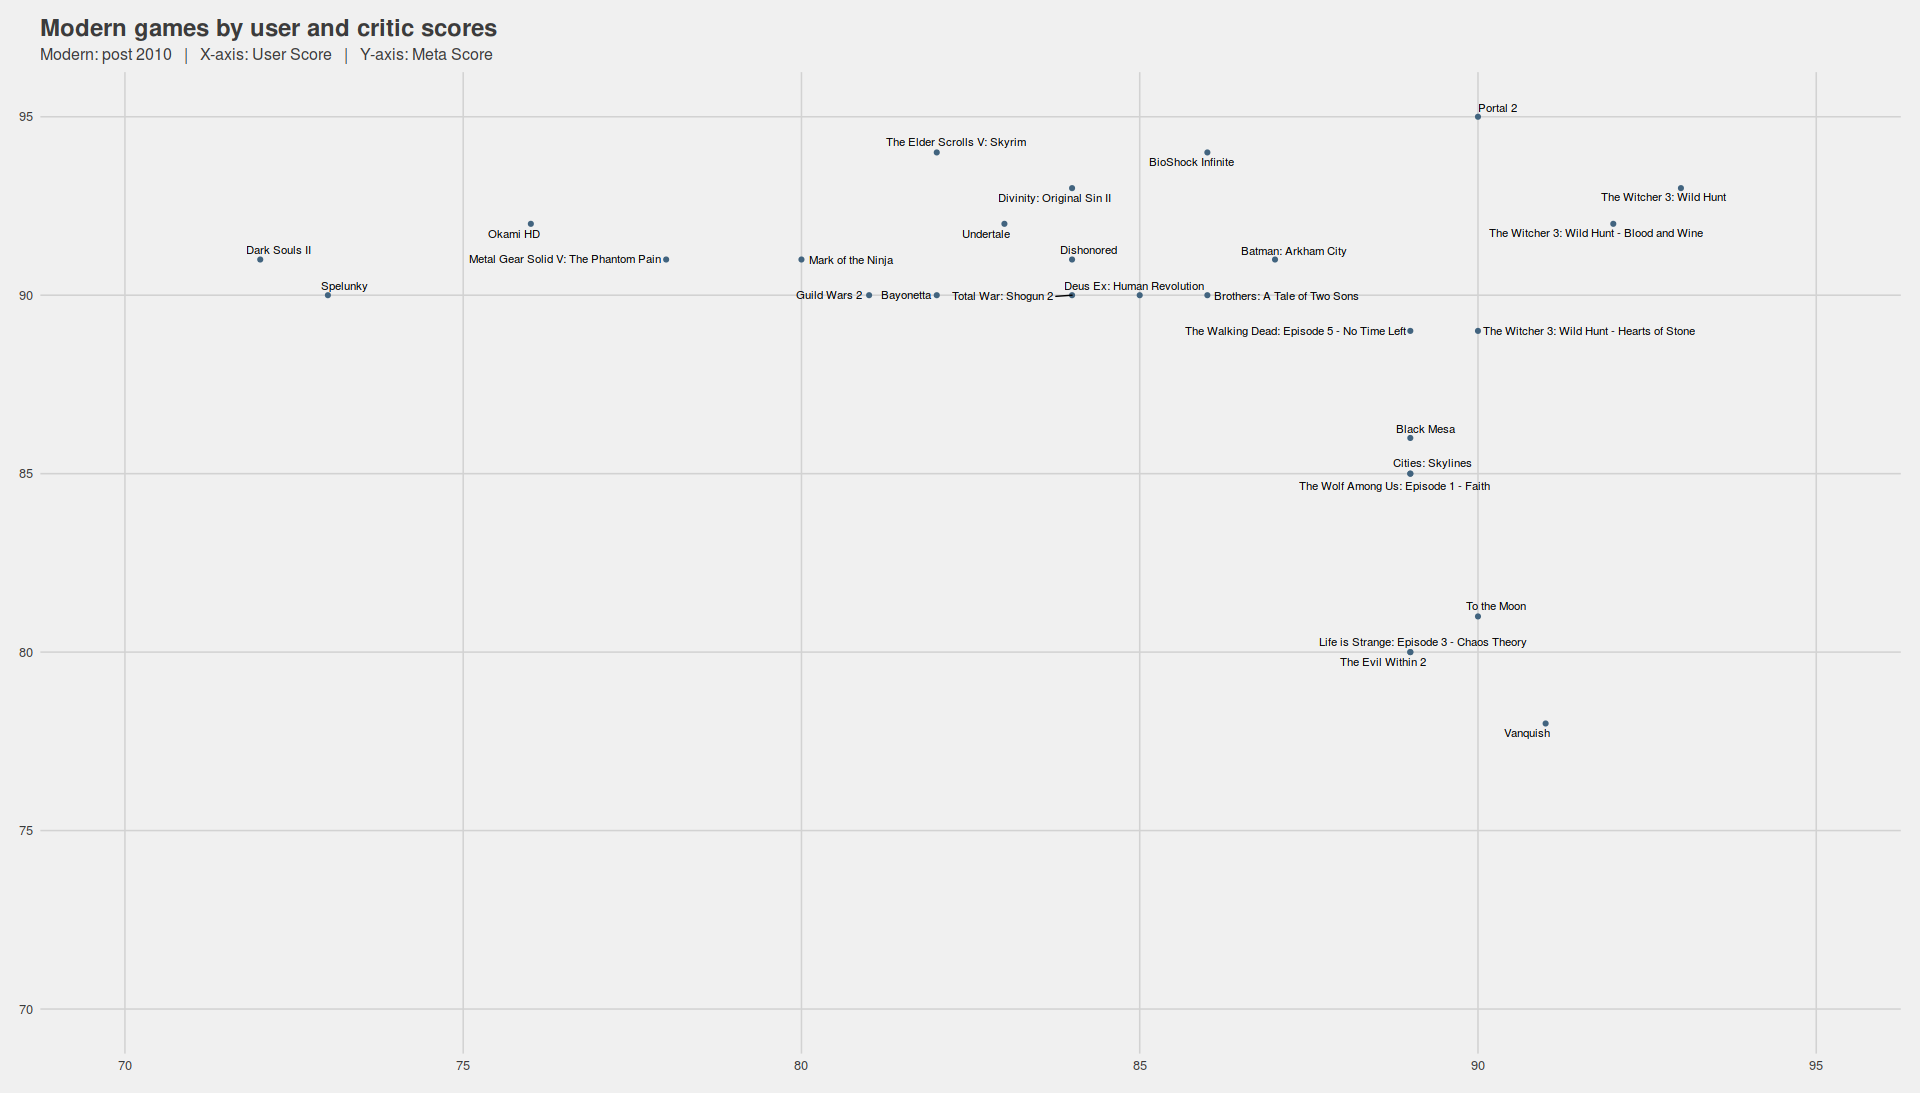 Modern games by user and critic scores
Modern: post 2010 | X-axis: User Score | Y-axis: Meta Score
95
Portal 2
The Elder Scrolls V: Skyrim
BioShock Infinite
Divinity: Original Sin II
The Witcher 3: Wild Hunt
Okami HD
Undertale
The Witcher 3: Wild Hunt - Blood and Wine
Dark Souls II
Metal Gear Solid V: The Phantom Pain
Mark of the Ninja
Dishonored
Batman: Arkham City
Spelunky
Deus Ex: Human Revolution
90
Guild Wars 2
Bayonetta
Total War: Shogun 2
Brothers: A Tale of Two Sons
The Walking Dead: Episode 5 - No Time Left
The Witcher 3: Wild Hunt - Hearts of Stone
Black Mesa
Cities: Skylines
85
The Wolf Among Us: Episode 1 - Faith
To the Moon
Life is Strange: Episode 3 - Chaos Theory
80
The Evil Within 2
Vanquish
75
70
70
75
80
85
90
95